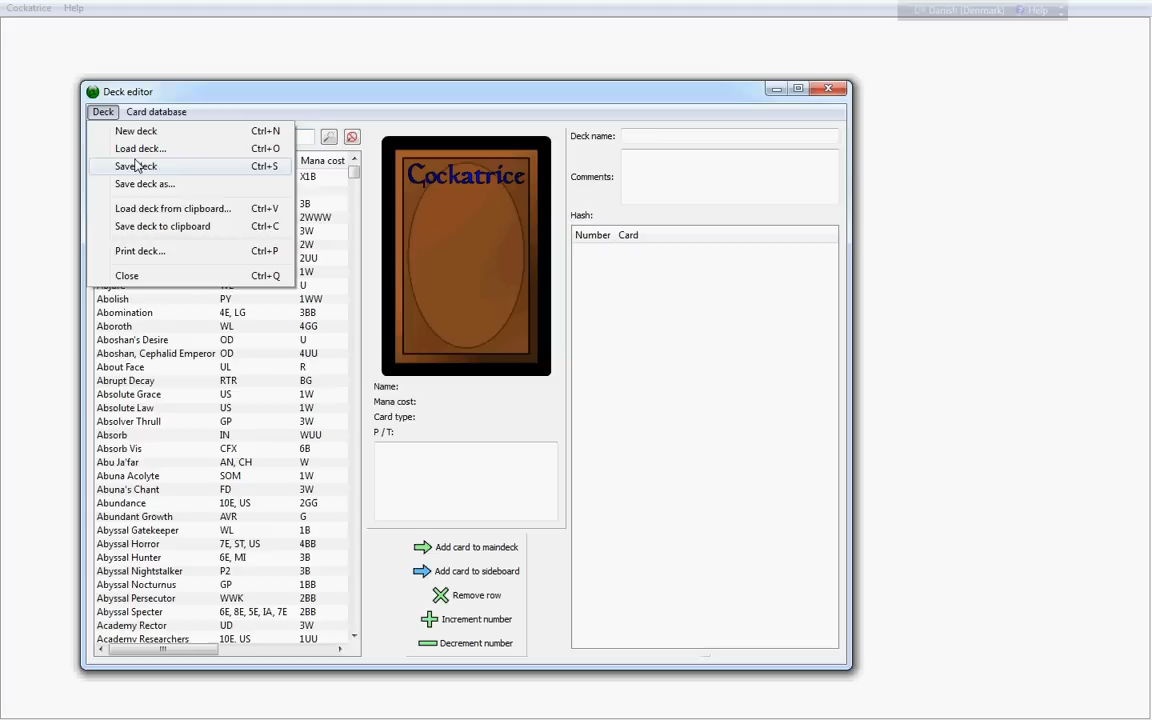 Cockatrice Help
Danish (Denmark) Help
Deck editor
Deck Card database
New deck Ctrl+N
Load deck... Ctrl+O
Save deck Ctrl+S
Save deck as...
Load deck from clipboard... Ctrl+V
Save deck to clipboard Ctrl+C
Print deck... Ctrl+P
Close Ctrl+Q
Mana cost
X1B
3B
2WWW
3W
2W
2UU
1W
U
Abolish PY 1WW
Abomination 4E, LG 3BB
Aboroth WL 4GG
Aboshan's Desire OD U
Aboshan, Cephalid Emperor OD 4UU
About Face UL R
Abrupt Decay RTR BG
Absolute Grace US 1W
Absolute Law US 1W
Absolver Thrull GP 3W
Absorb IN WUU
Absorb Vis CFX 6B
Abu Ja'far AN, CH W
Abuna Acolyte SOM 1W
Abuna's Chant FD 3W
Abundance 10E, US 2GG
Abundant Growth AVR G
Abyssal Gatekeeper WL 1B
Abyssal Horror 7E, ST, US 4BB
Abyssal Hunter 6E, MI 3B
Abyssal Nightstalker P2 3B
Abyssal Nocturnus GP 1BB
Abyssal Persecutor WWK 2BB
Abyssal Specter 6E, 8E, 5E, IA, 7E 2BB
Academy Rector UD 3W
Academy Researchers 10E, US 1UU
Cockatrice
Name:
Mana cost:
Card type:
P / T:
Add card to maindeck
Add card to sideboard
Remove row
Increment number
Decrement number
Deck name:
Comments:
Hash:
Number Card